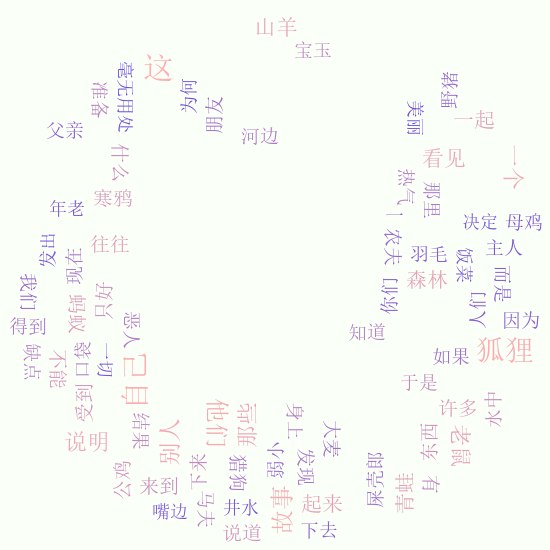 山羊
宝玉
这
毫无用处
准备
为何
朋友
野猪
美丽
一起
父亲
河边
什么
看见
一个
年老
寒鸦
热气
那里
决定
母鸡
发出
往往
现在
一
农夫
羽毛
饭菜
主人
森林
而是
我们
蚂蚁
只好
你们
人们
因为
得到
恶人
知道
狐狸
缺点
不能
袋口
一切
如果
自己
受到
于是
许多
水中
说明
结果
别人
他们
那些
身上
大麦
东西
老鼠
弱小
发现
屎壳郎
有
青蛙
公鸡
来到
下来
猎狗
嘴边
马夫
井水
故事
起来
说道
下去